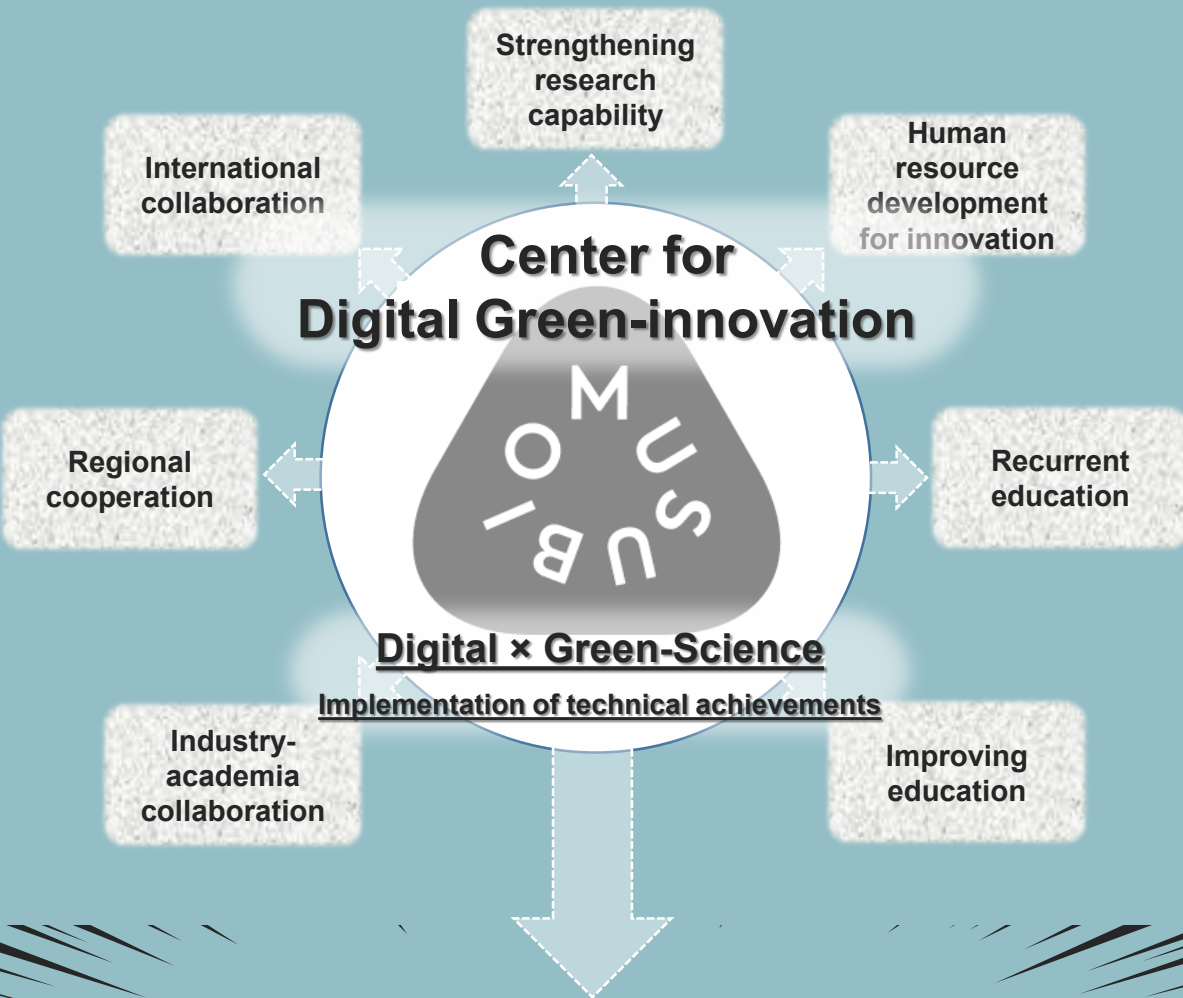 Strengthening
research
capability
International
collaboration
Human
resource
development
for innovation
Center for
Digital Green-innovation
MUSUBIO
Regional
cooperation
Recurrent
education
Digital × Green-Science
Implementation of technical achievements
Industry-
academia
collaboration
Improving
education